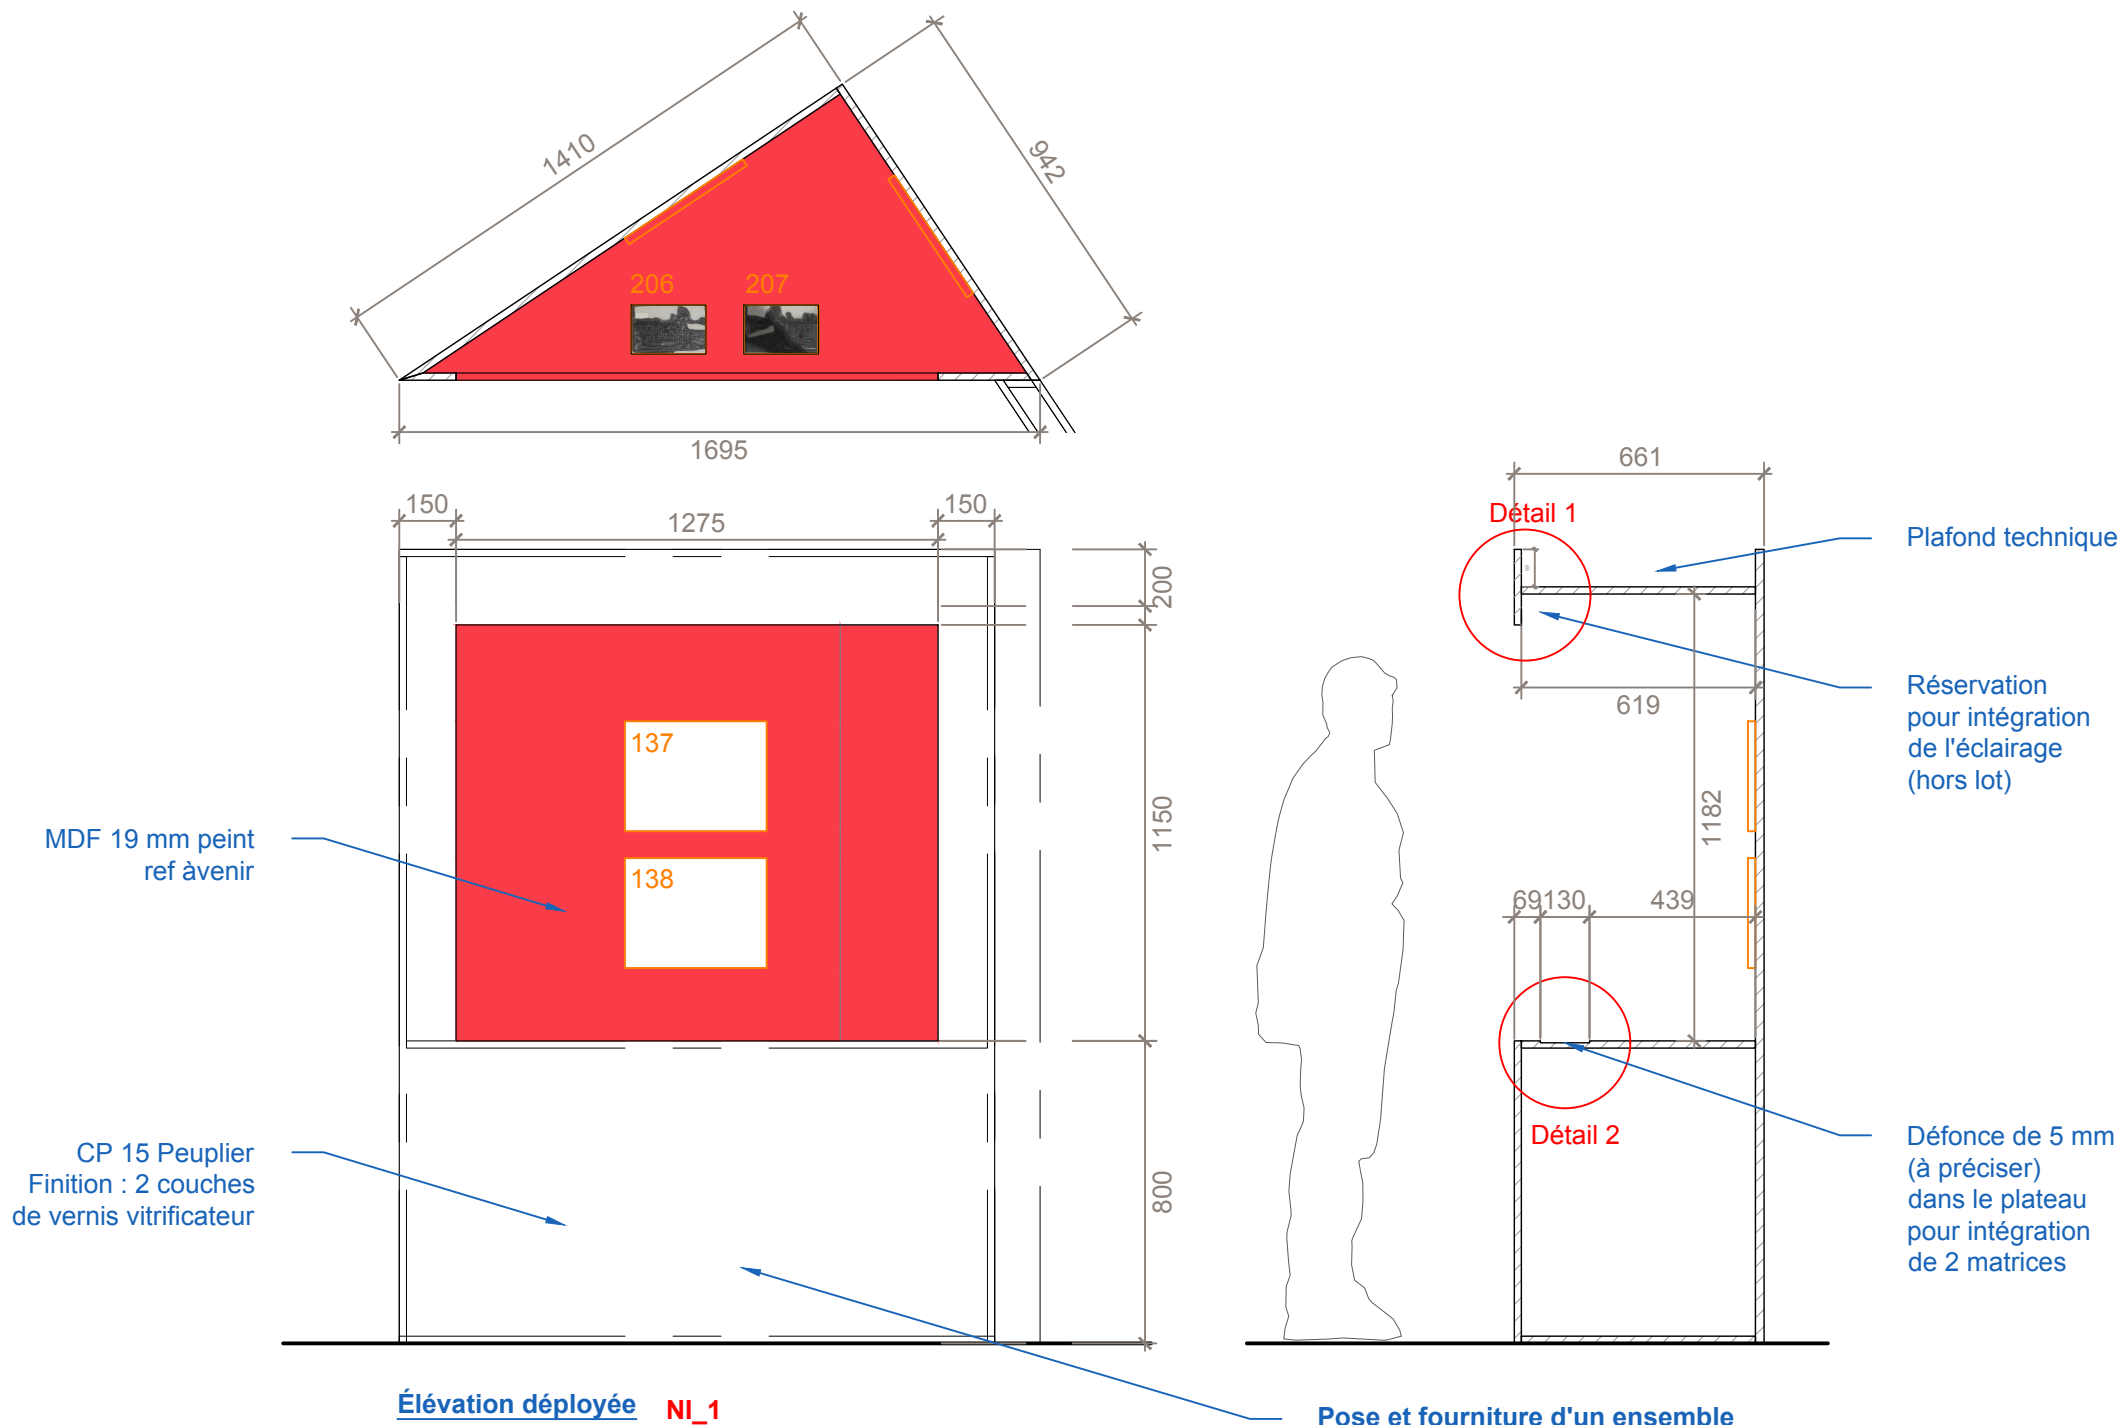 1410
942
206
207
1695
150
1275
150
200
1150
800
137
138
MDF 19 mm peint
ref àvenir
CP 15 Peuplier
Finition : 2 couches
de vernis vitrificateur
Élévation déployée
NI_1
661
Détail 1
Plafond technique
619
Réservation
pour intégration
de l'éclairage
(hors lot)
1182
69
130
439
Détail 2
Défonce de 5 mm
(à préciser)
dans le plateau
pour intégration
de 2 matrices
Pose et fourniture d'un ensemble